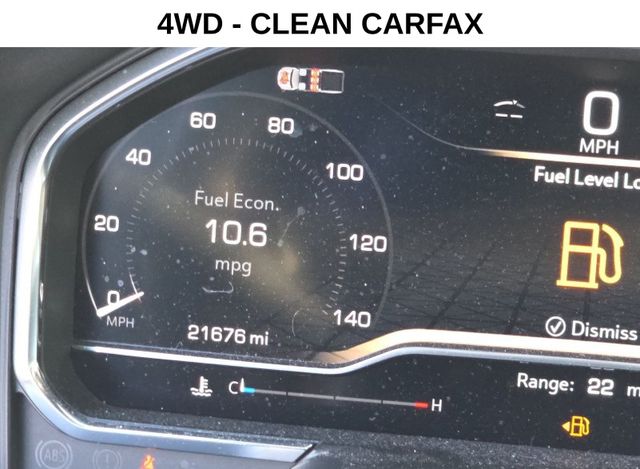 4WD - CLEAN CARFAX
0
MPH
60 80
40 100
Fuel Level Lo
Fuel Econ.
20 10.6 120
mpg
0 140
MPH
21676 mi
Dismiss
C H
Range: 22 m
ABS